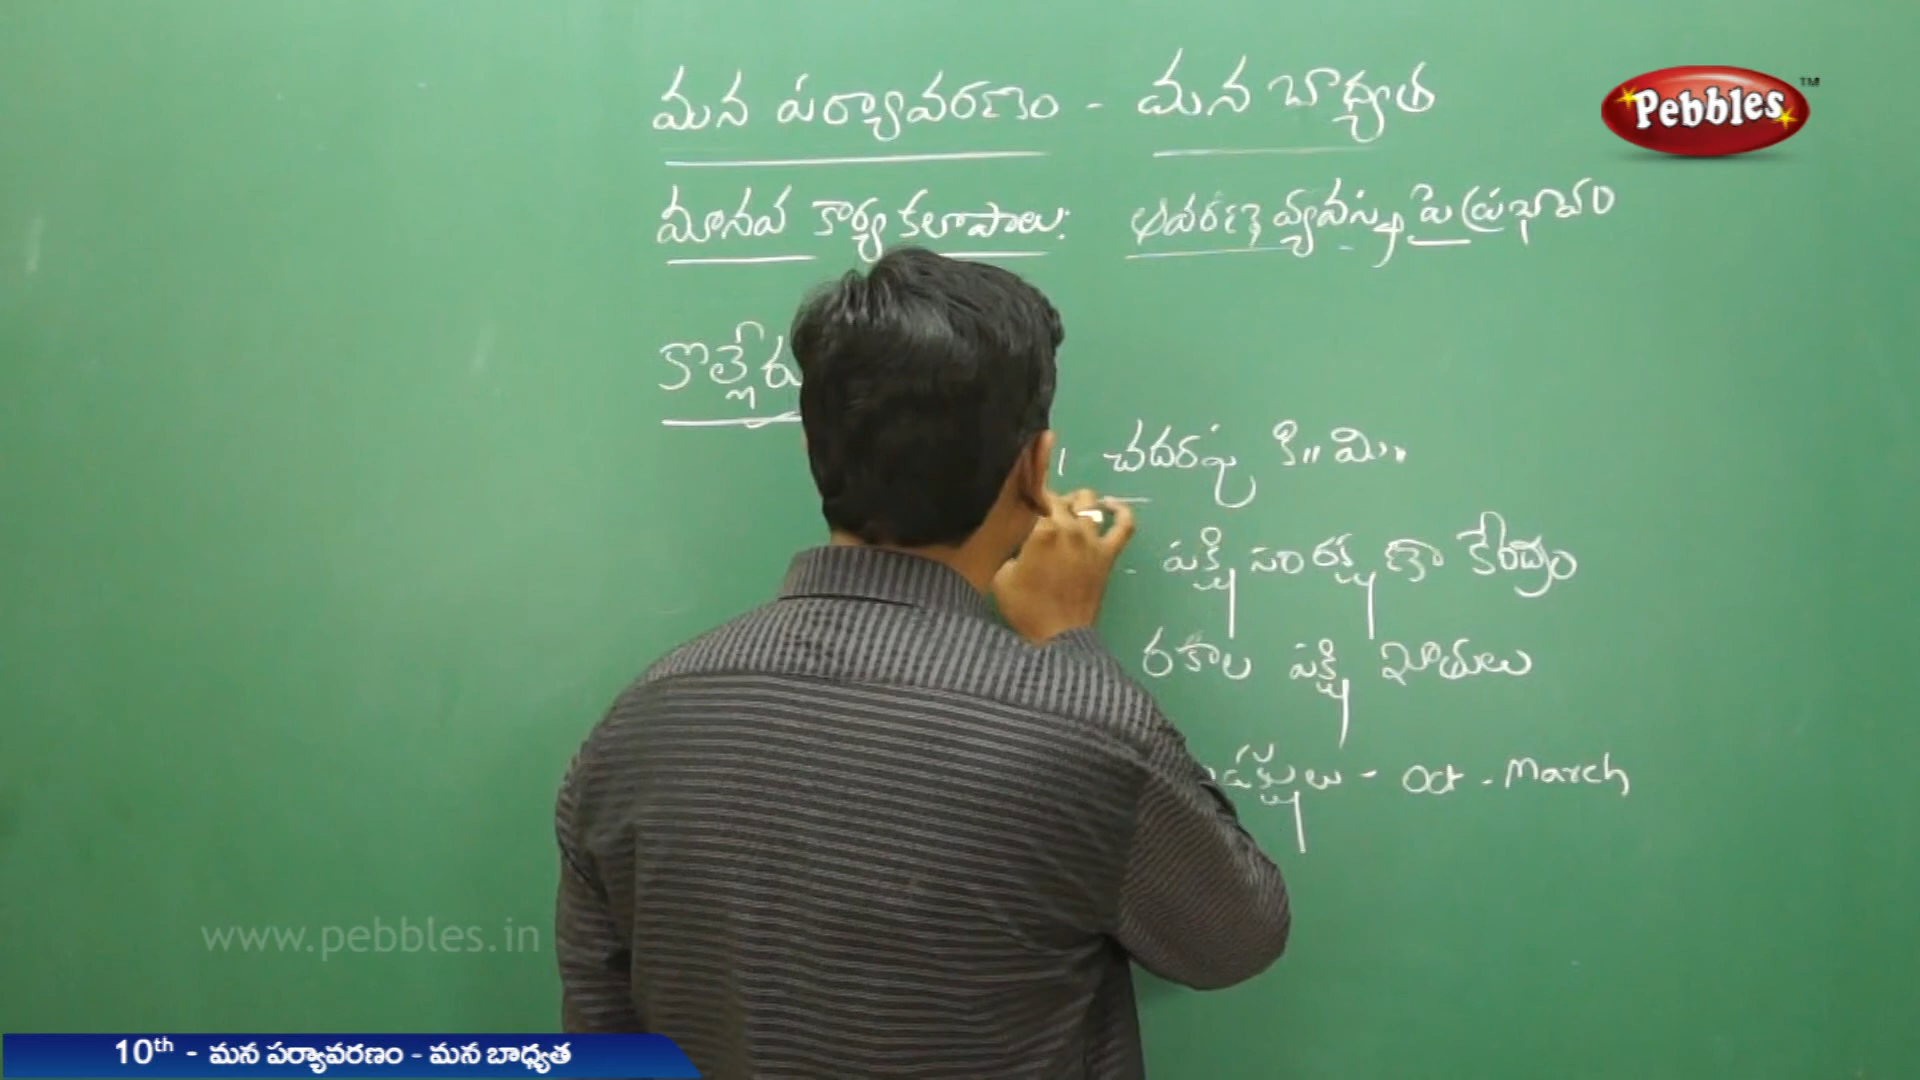 మన పర్యావరణం - మన బాధ్యత
Pebbles™
మానవ కార్యకలాపాలు: ఆవరణ వ్యవస్థపై ప్రభావం
కొల్లేరు
చదరపు కి॥ మీ॥
పక్షి సంరక్షణా కేంద్రం
రకాల పక్షి జాతులు
- Oct - March
www.pebbles.in
10th - మన పర్యావరణం - మన బాధ్యత